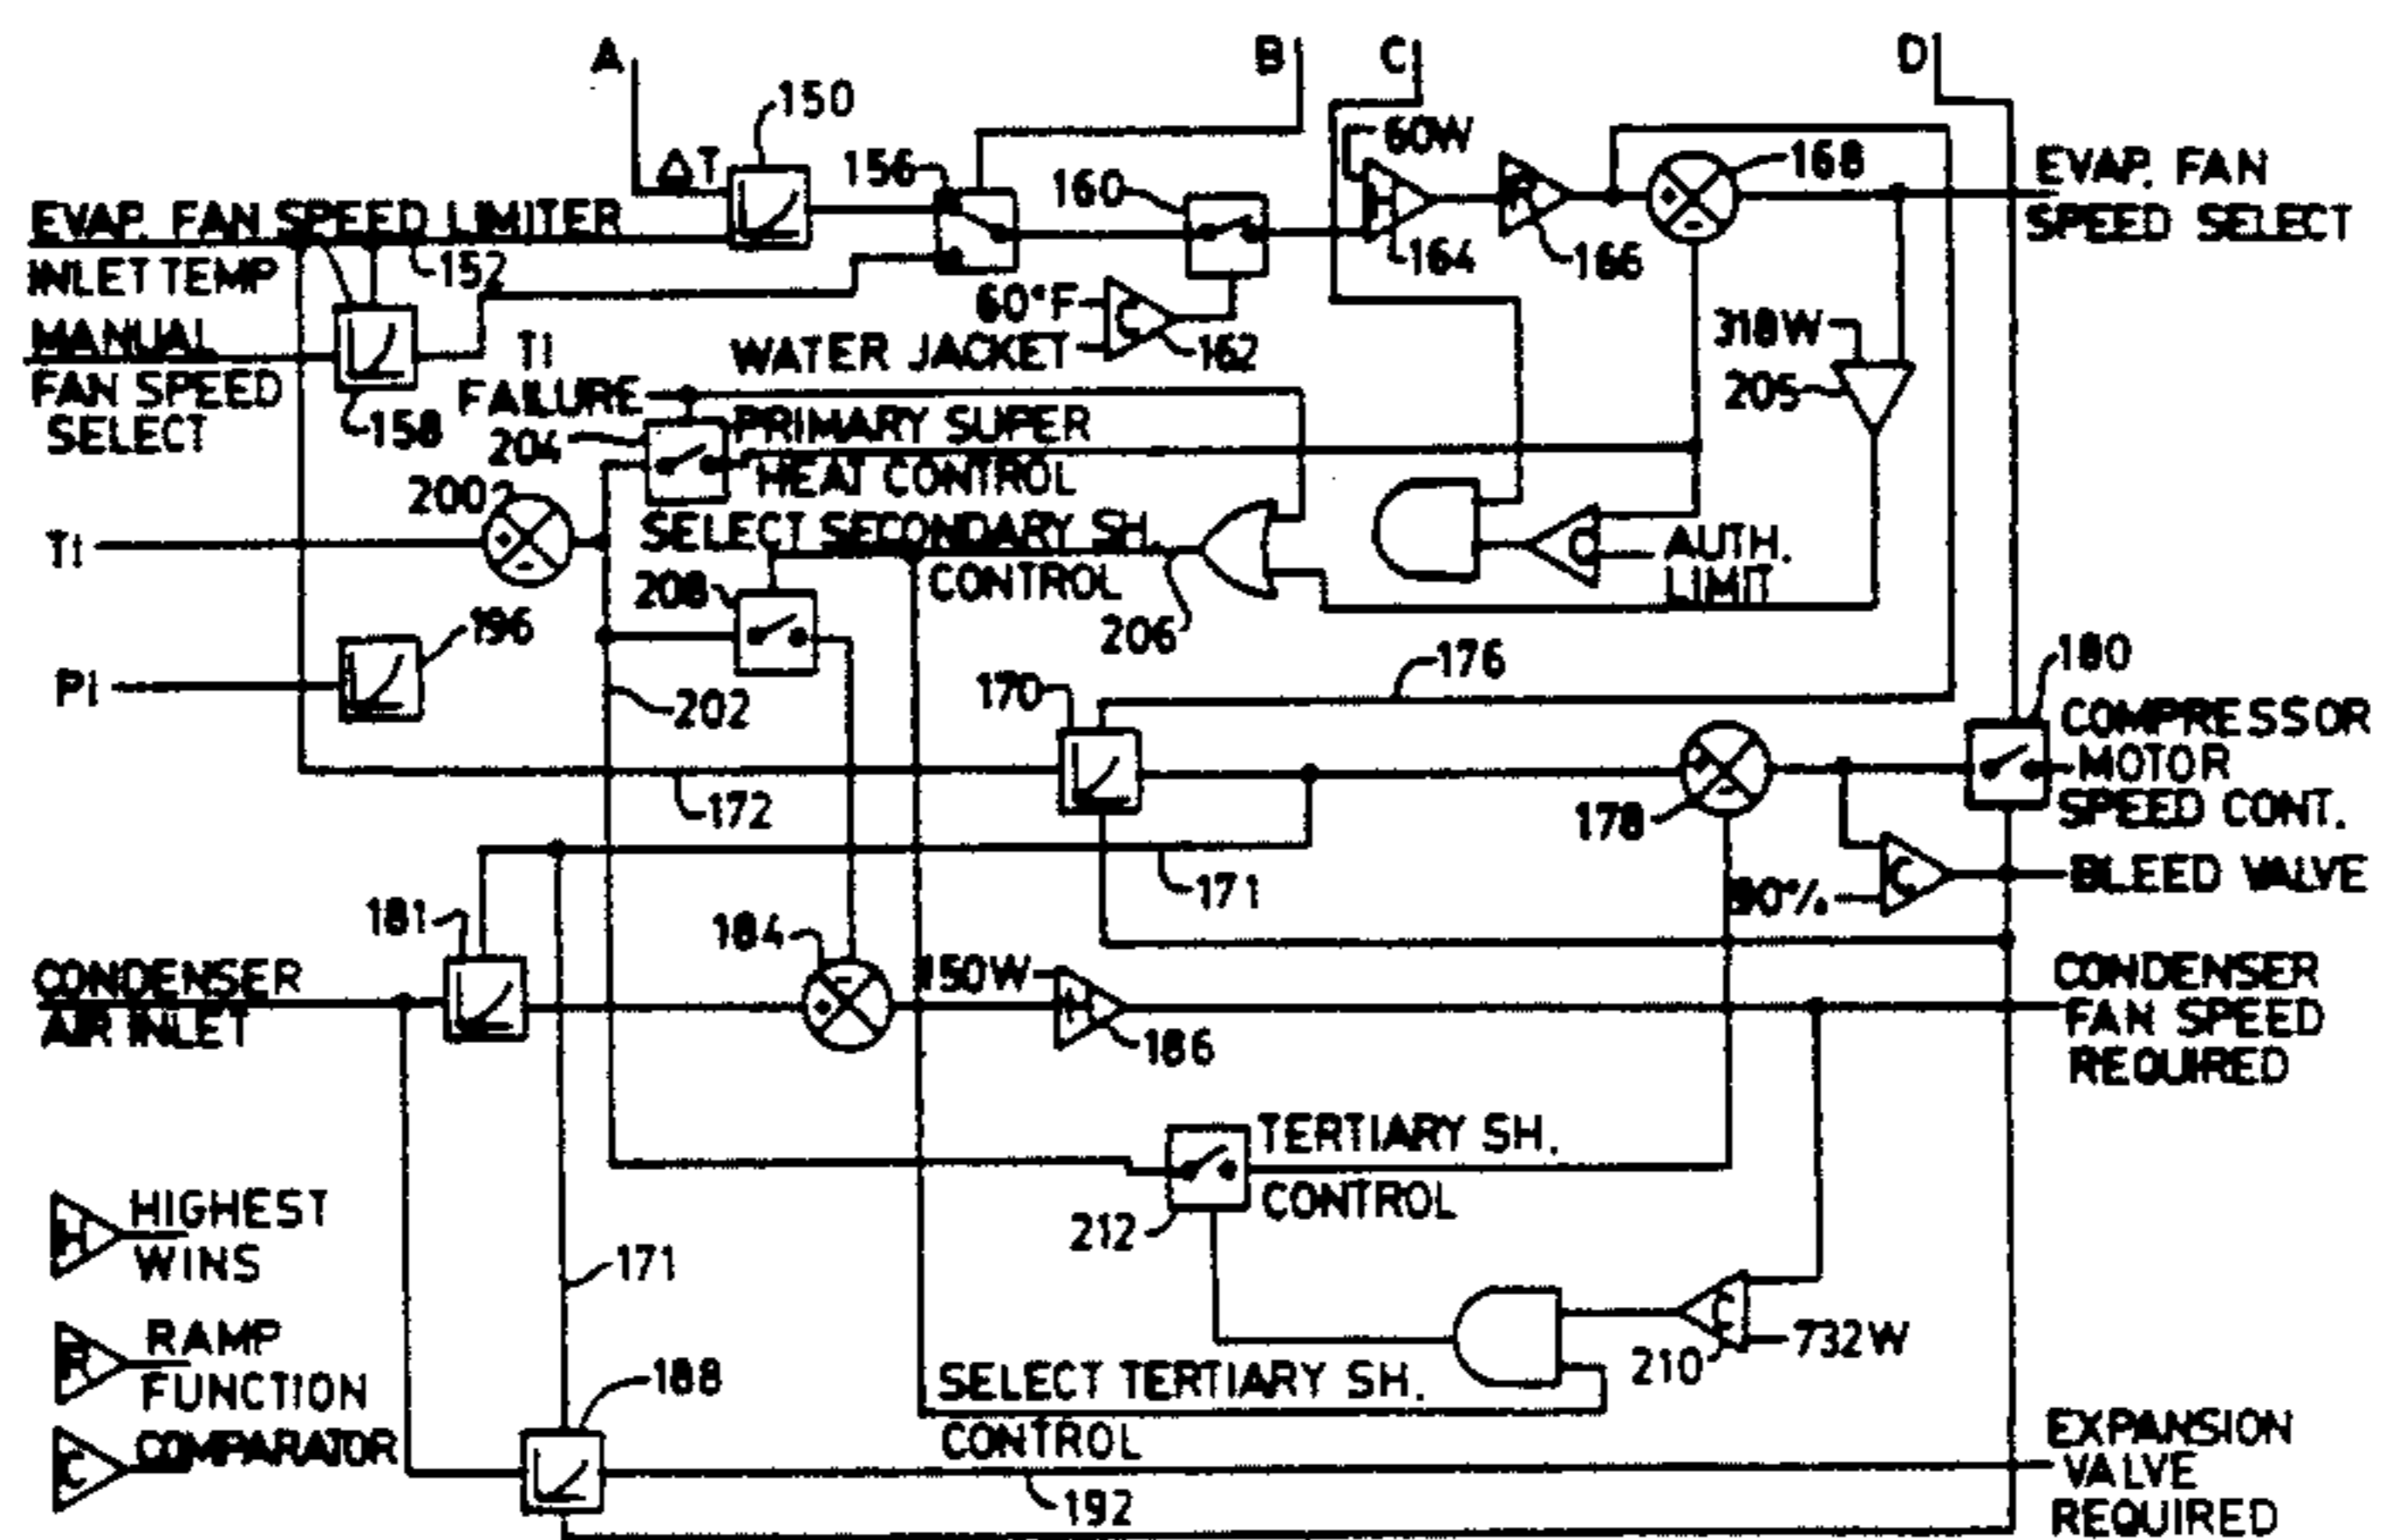 A
B
C
D
150
ΔT
156
160
60W
168
EVAP. FAN
SPEED SELECT
EVAP. FAN SPEED LIMITER
INLET TEMP
152
H
164
R
166
60°F
C
162
WATER JACKET
MANUAL
FAN SPEED
SELECT
158
T1
FAILURE
318W
205
204
PRIMARY SUPER
HEAT CONTROL
200
T1
SELECT SECONDARY SH.
CONTROL
C
AUTH.
LIMIT
208
206
196
P1
202
176
170
180
COMPRESSOR
MOTOR
SPEED CONT.
172
178
171
C
90%
BLEED VALVE
181
184
150W
H
186
CONDENSER
AIR INLET
CONDENSER
FAN SPEED
REQUIRED
TERTIARY SH.
CONTROL
212
H
HIGHEST
WINS
171
C
210
732W
R
RAMP
FUNCTION
188
SELECT TERTIARY SH.
CONTROL
C
COMPARATOR
192
EXPANSION
VALVE
REQUIRED